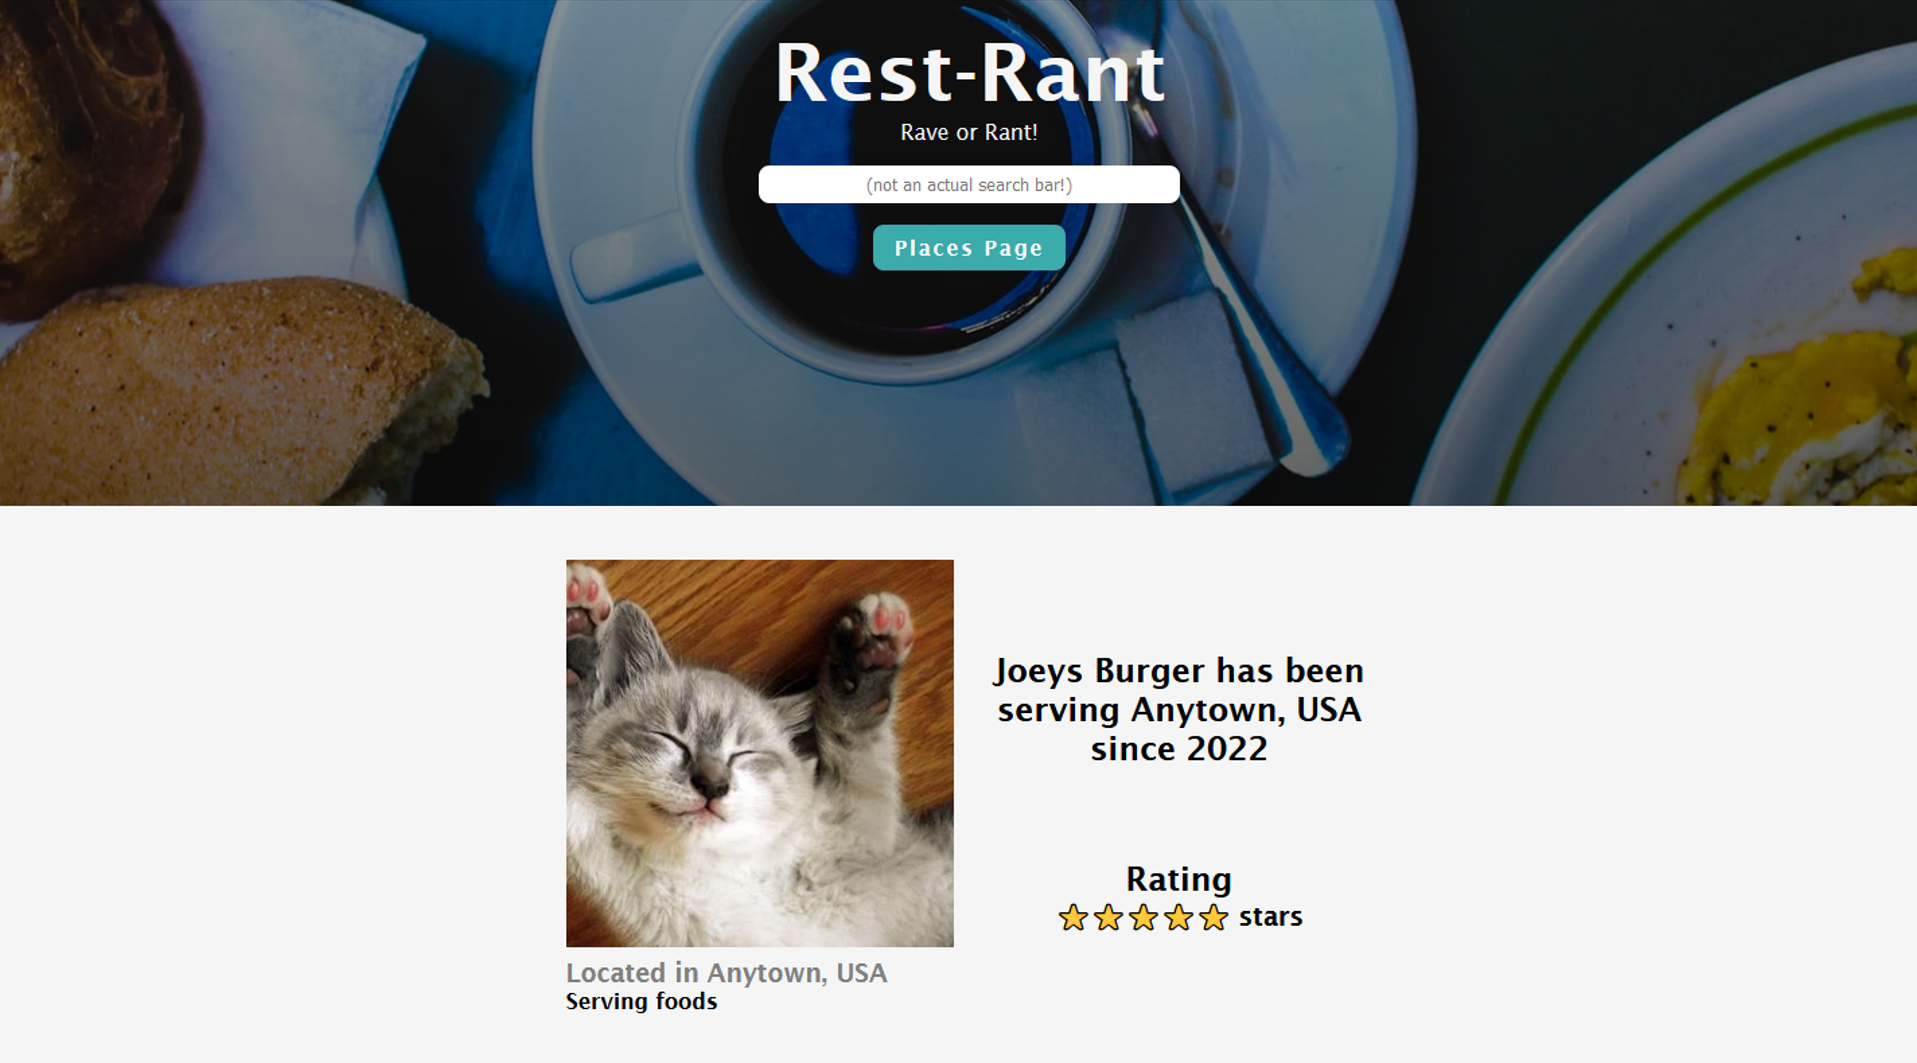 Rest-Rant
Rave or Rant!
(not an actual search bar!)
Places Page
Joeys Burger has been
serving Anytown, USA
since 2022
Rating
stars
Located in Anytown, USA
Serving foods